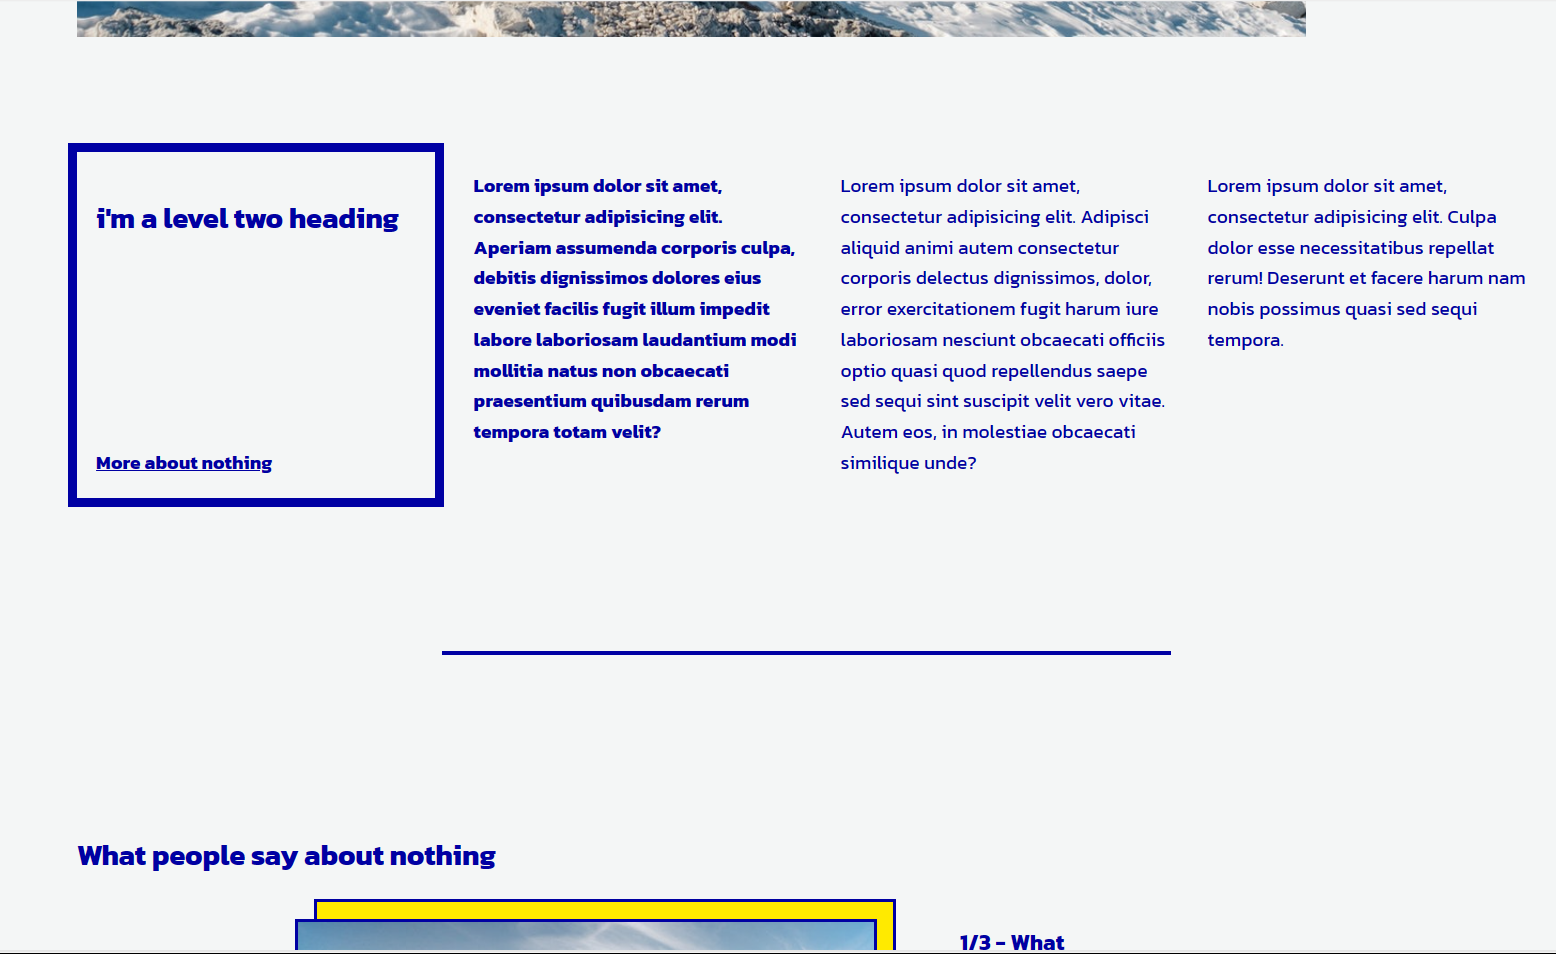 i'm a level two heading
More about nothing
Lorem ipsum dolor sit amet,
consectetur adipisicing elit.
Aperiam assumenda corporis culpa,
debitis dignissimos dolores eius
eveniet facilis fugit illum impedit
labore laboriosam laudantium modi
mollitia natus non obcaecati
praesentium quibusdam rerum
tempora totam velit?
Lorem ipsum dolor sit amet,
consectetur adipisicing elit. Adipisci
aliquid animi autem consectetur
corporis delectus dignissimos, dolor,
error exercitationem fugit harum iure
laboriosam nesciunt obcaecati officiis
optio quasi quod repellendus saepe
sed sequi sint suscipit velit vero vitae.
Autem eos, in molestiae obcaecati
similique unde?
Lorem ipsum dolor sit amet,
consectetur adipisicing elit. Culpa
dolor esse necessitatibus repellat
rerum! Deserunt et facere harum nam
nobis possimus quasi sed sequi
tempora.
What people say about nothing
1/3 - What